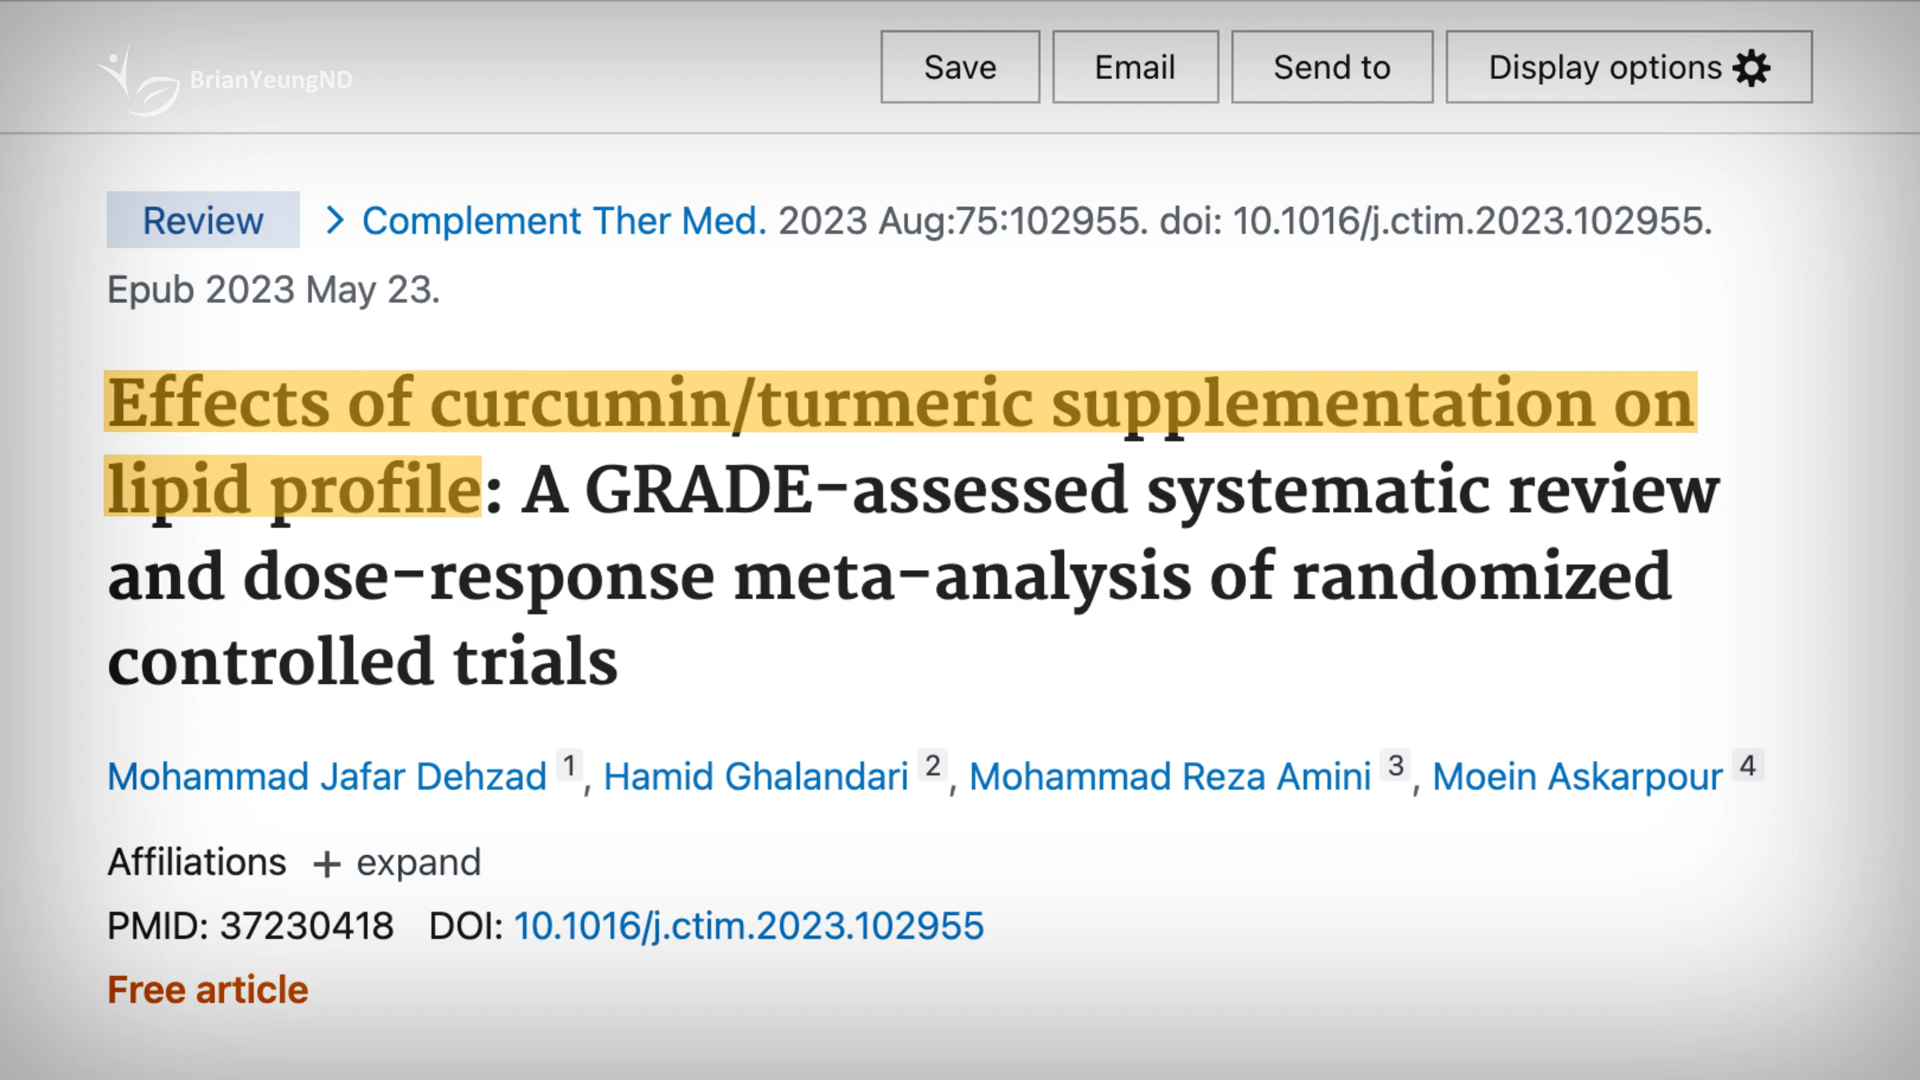 BrianYeungND
Save Email Send to Display options
Review > Complement Ther Med. 2023 Aug:75:102955. doi: 10.1016/j.ctim.2023.102955.
Epub 2023 May 23.
Effects of curcumin/turmeric supplementation on
lipid profile: A GRADE-assessed systematic review
and dose-response meta-analysis of randomized
controlled trials
Mohammad Jafar Dehzad 1, Hamid Ghalandari 2, Mohammad Reza Amini 3, Moein Askarpour 4
Affiliations + expand
PMID: 37230418 DOI: 10.1016/j.ctim.2023.102955
Free article